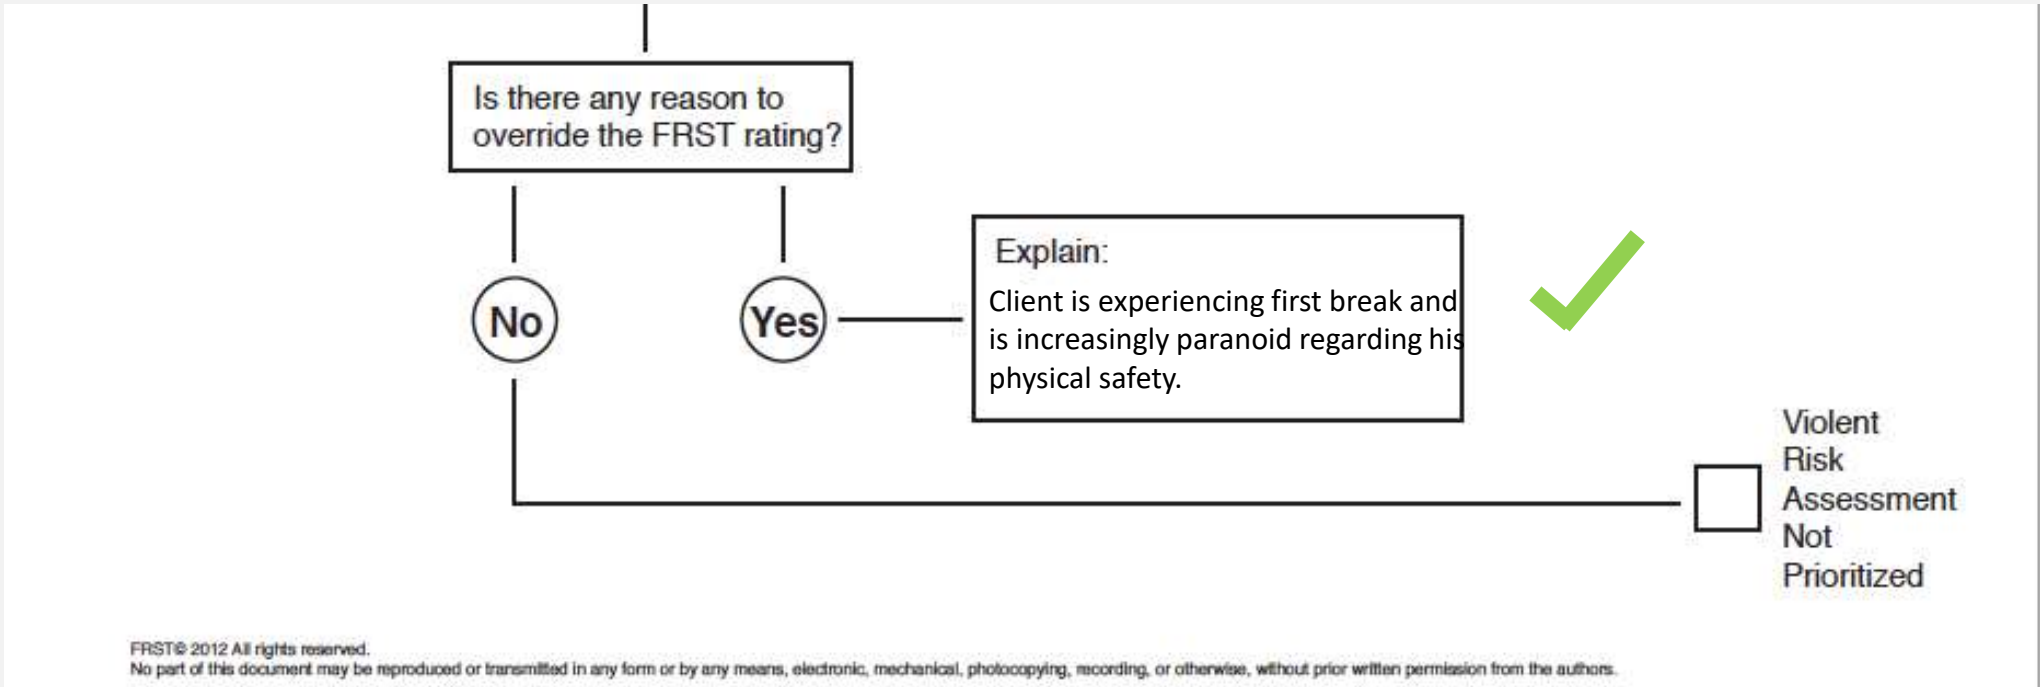 Is there any reason to
override the FRST rating?
No
Yes
Explain:
Client is experiencing first break and
is increasingly paranoid regarding his
physical safety.
Violent
Risk
Assessment
Not
Prioritized
FRST© 2012 All rights reserved.
No part of this document may be reproduced or transmitted in any form or by any means, electronic, mechanical, photocopying, recording, or otherwise, without prior written permission from the authors.